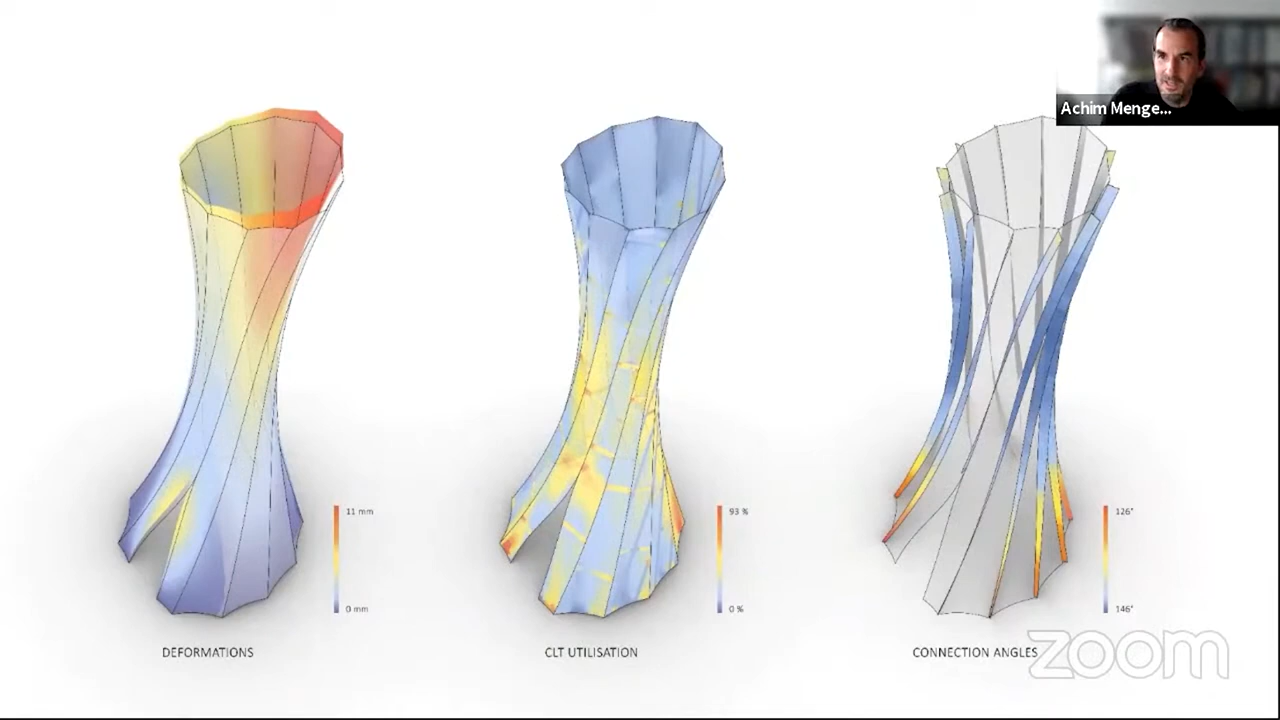 Achim Menge...
11 mm
0 mm
93 %
0 %
126°
146°
DEFORMATIONS
CLT UTILISATION
CONNECTION ANGLES
zoom